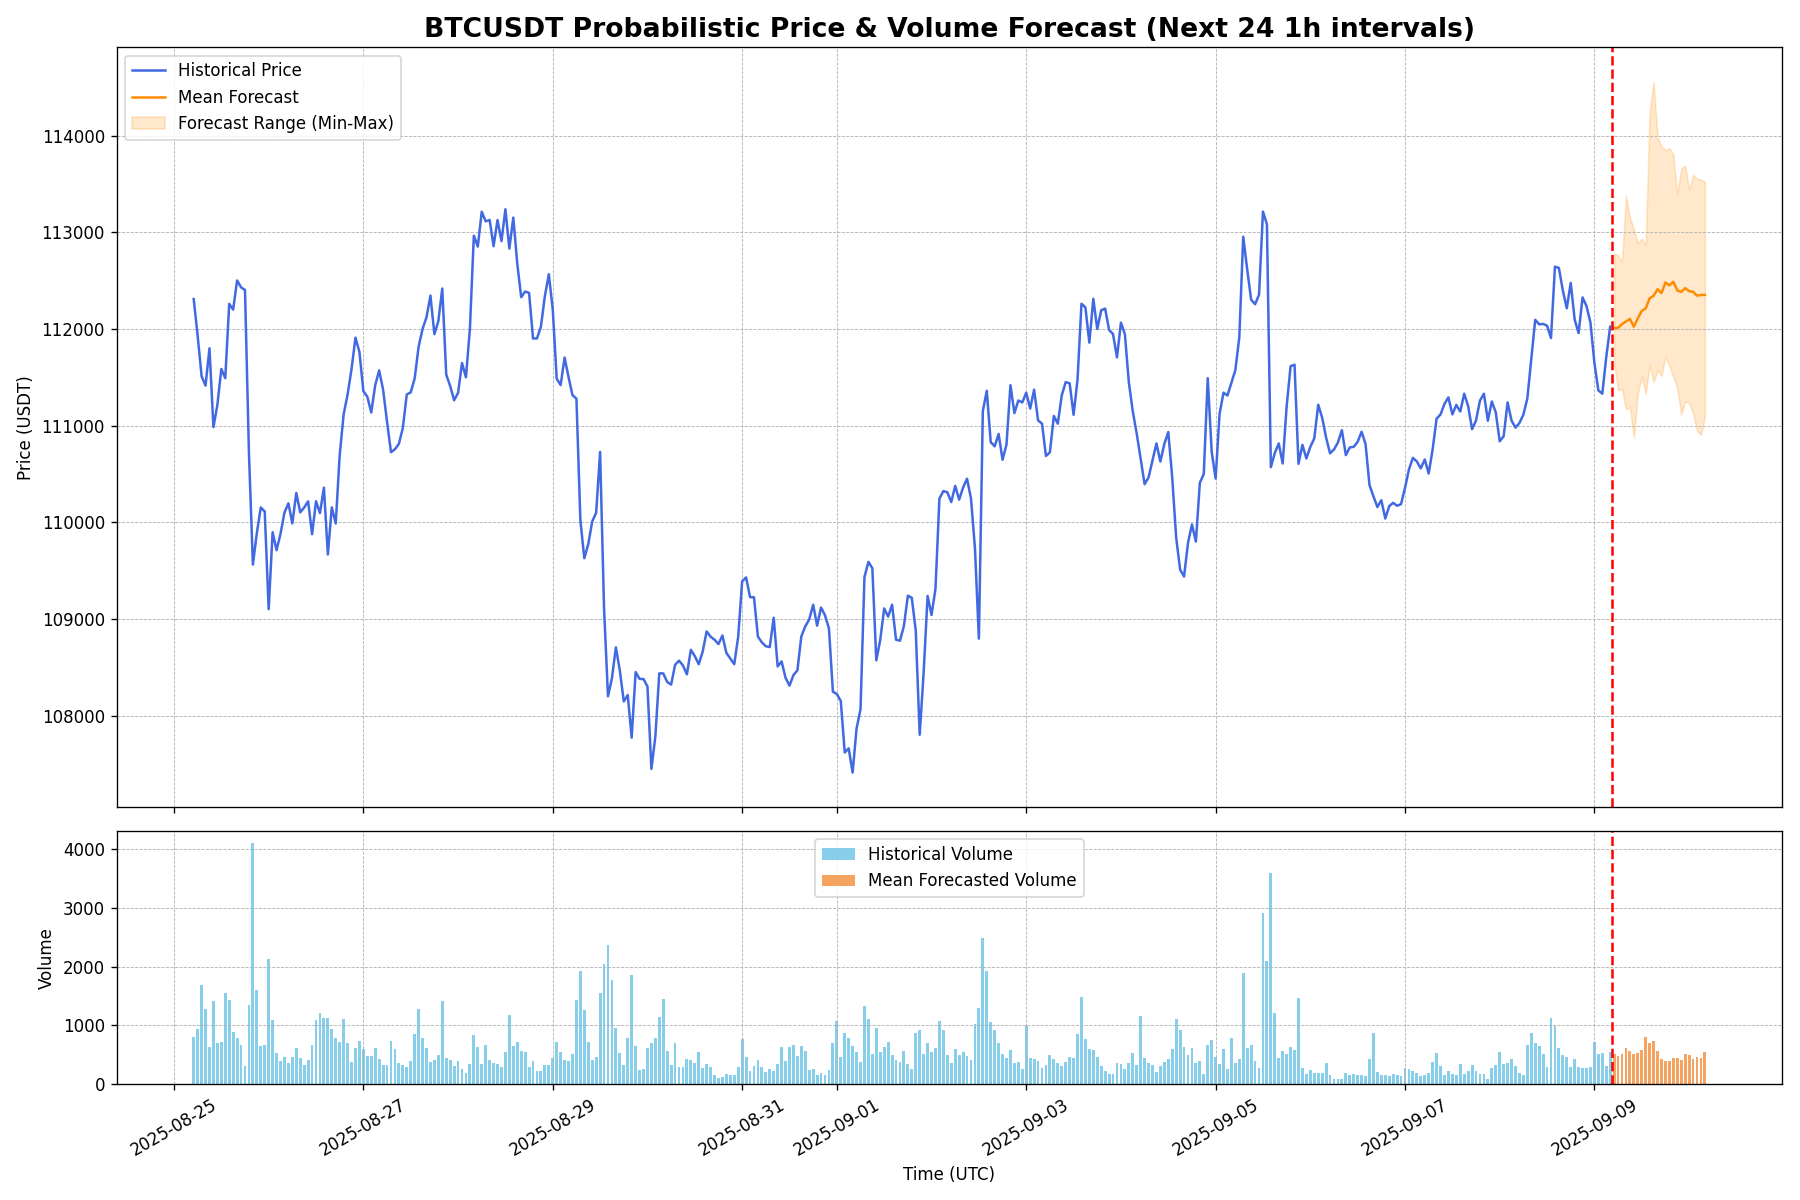 BTCUSDT Probabilistic Price & Volume Forecast (Next 24 1h intervals)
Historical Price
Mean Forecast
Forecast Range (Min-Max)
114000
113000
112000
111000
110000
109000
108000
Price (USDT)
Historical Volume
Mean Forecasted Volume
4000
3000
2000
1000
0
Volume
2025-08-25
2025-08-27
2025-08-29
2025-08-31
2025-09-01
2025-09-03
2025-09-05
2025-09-07
2025-09-09
Time (UTC)